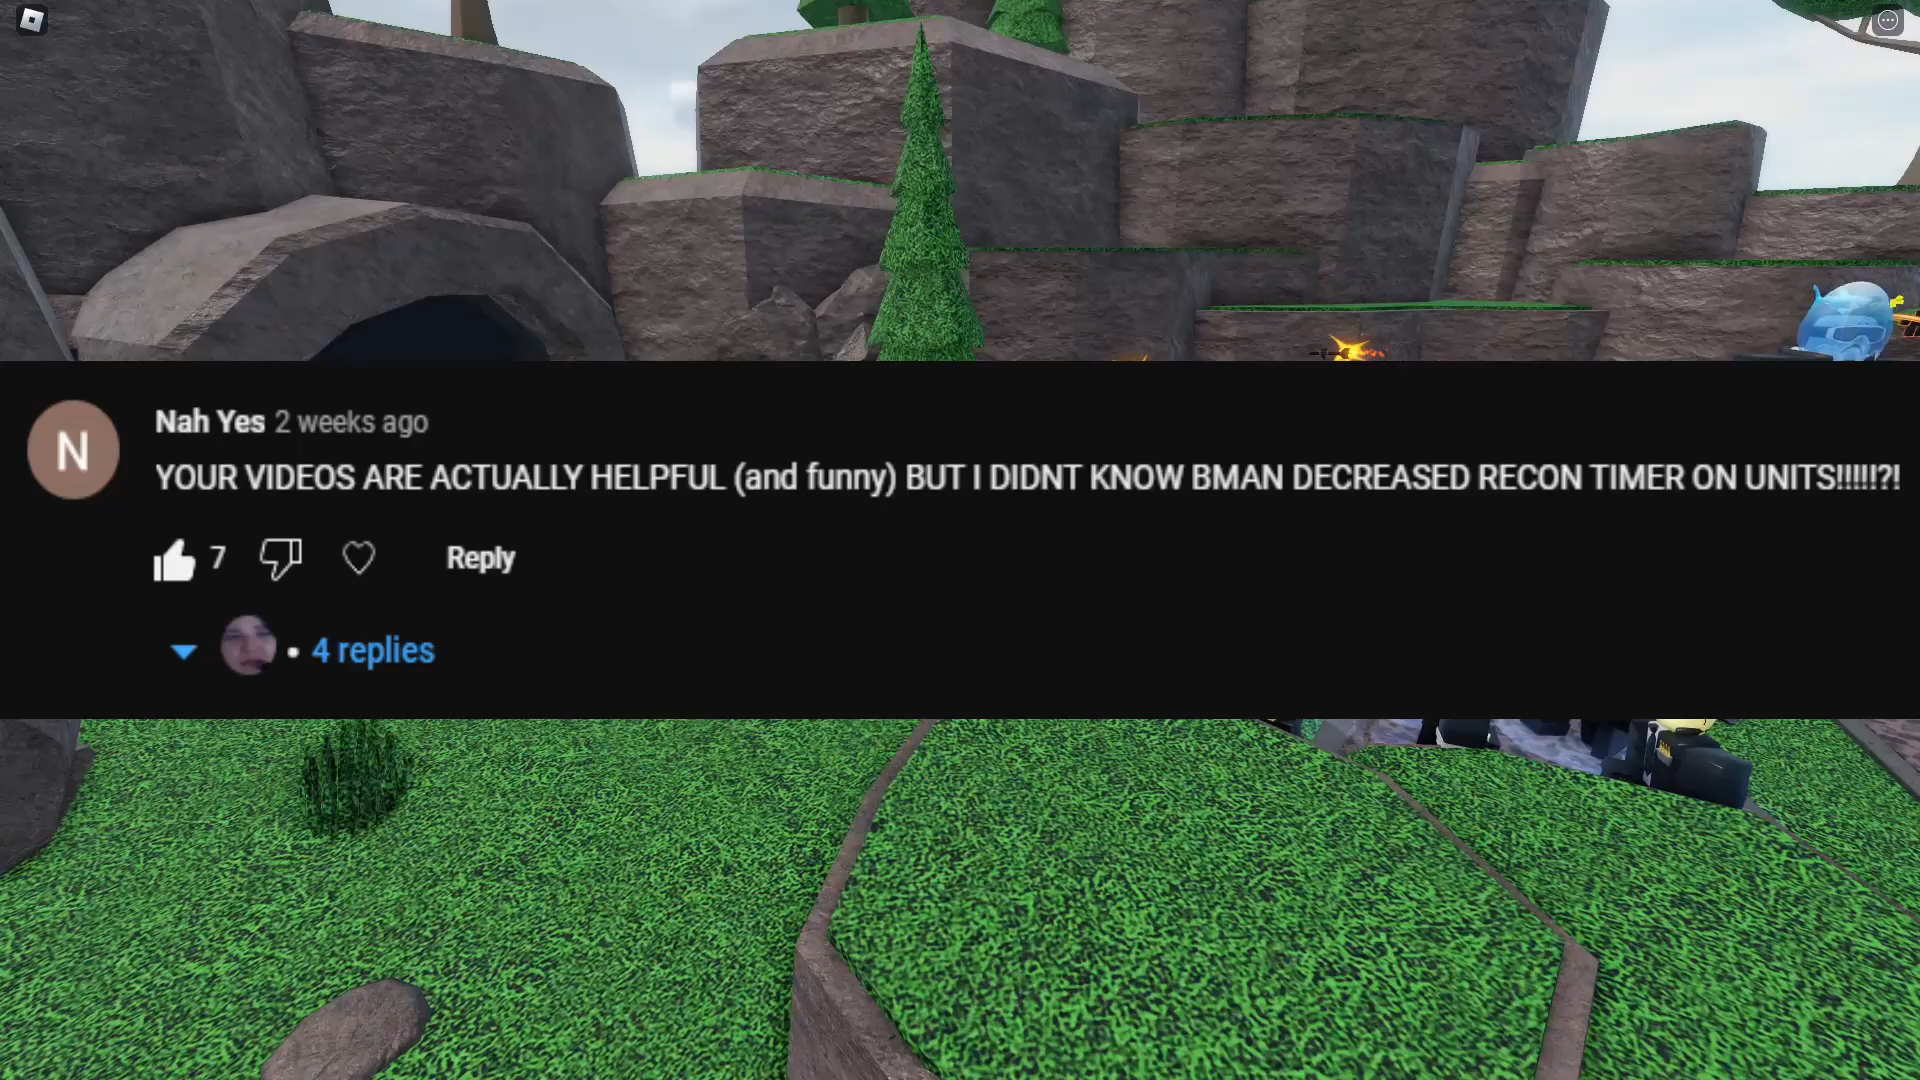 Nah Yes 2 weeks ago
YOUR VIDEOS ARE ACTUALLY HELPFUL (and funny) BUT I DIDNT KNOW BMAN DECREASED RECON TIMER ON UNITS!!!!!?!
7 Reply
4 replies
N